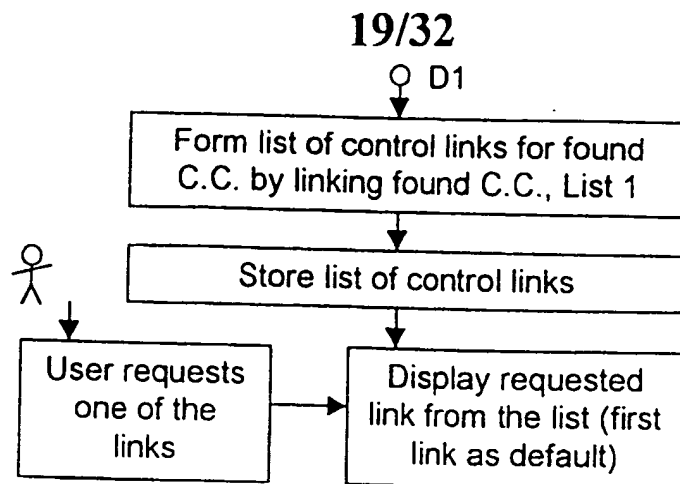 19/32
D1
Form list of control links for found
C.C. by linking found C.C., List 1
Store list of control links
User requests
one of the
links
Display requested
link from the list (first
link as default)